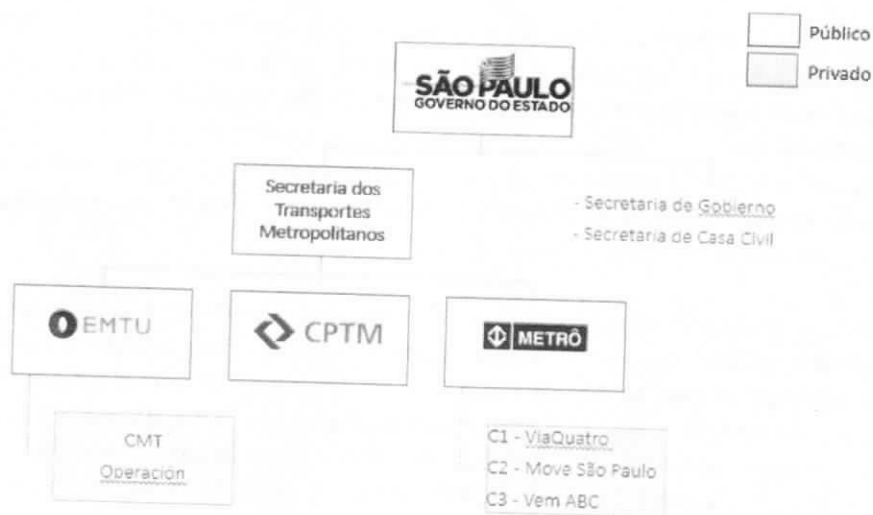 Público
Privado
SÃO PAULO
GOVERNO DO ESTADO
Secretaria dos
Transportes
Metropolitanos
- Secretaria de Gobierno
- Secretaria de Casa Civil
EMTU
CPTM
METRÔ
CMT
Operación
C1 - ViaQuatro
C2 - Move São Paulo
C3 - Vem ABC